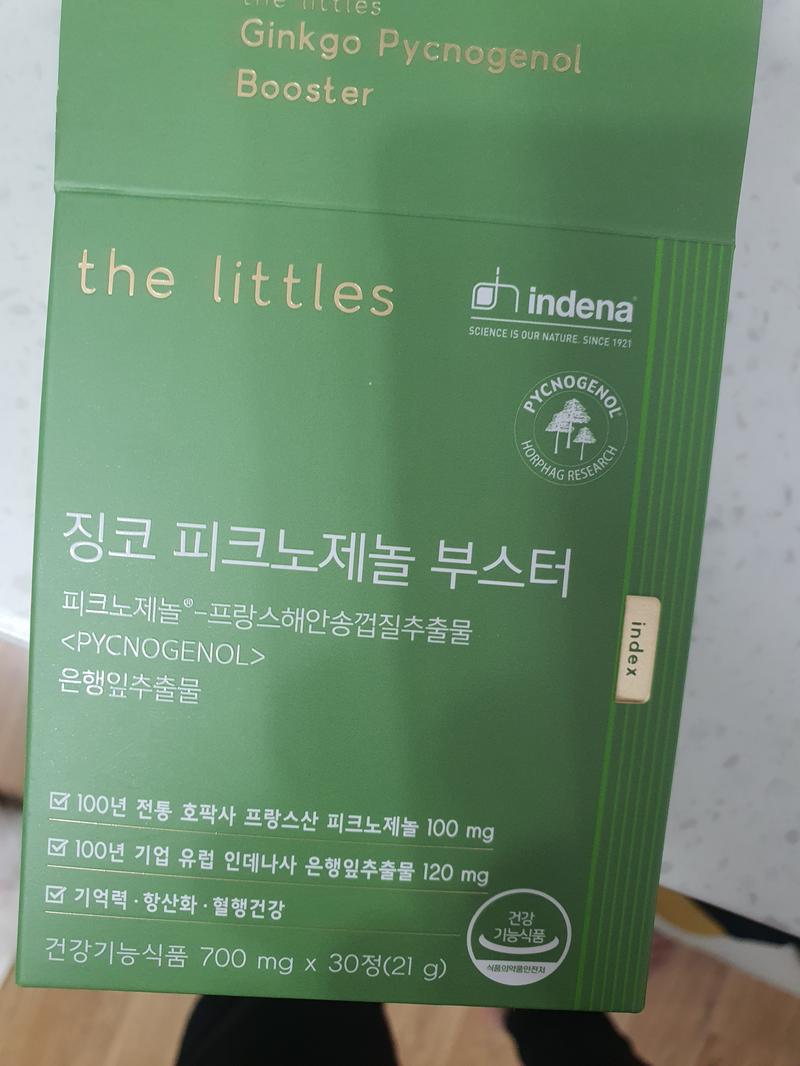 the littles
Ginkgo Pycnogenol
Booster
the littles
indena®
SCIENCE IS OUR NATURE. SINCE 1921
PYCNOGENOL®
HORPHAG RESEARCH
징코 피크노제놀 부스터
피크노제놀®-프랑스해안송껍질추출물
<PYCNOGENOL>
은행잎추출물
index
100년 전통 호팍사 프랑스산 피크노제놀 100 mg
100년 기업 유럽 인데나사 은행잎추출물 120 mg
기억력·항산화·혈행건강
건강기능식품 700 mg x 30정(21 g)
건강
기능식품
식품의약품안전처